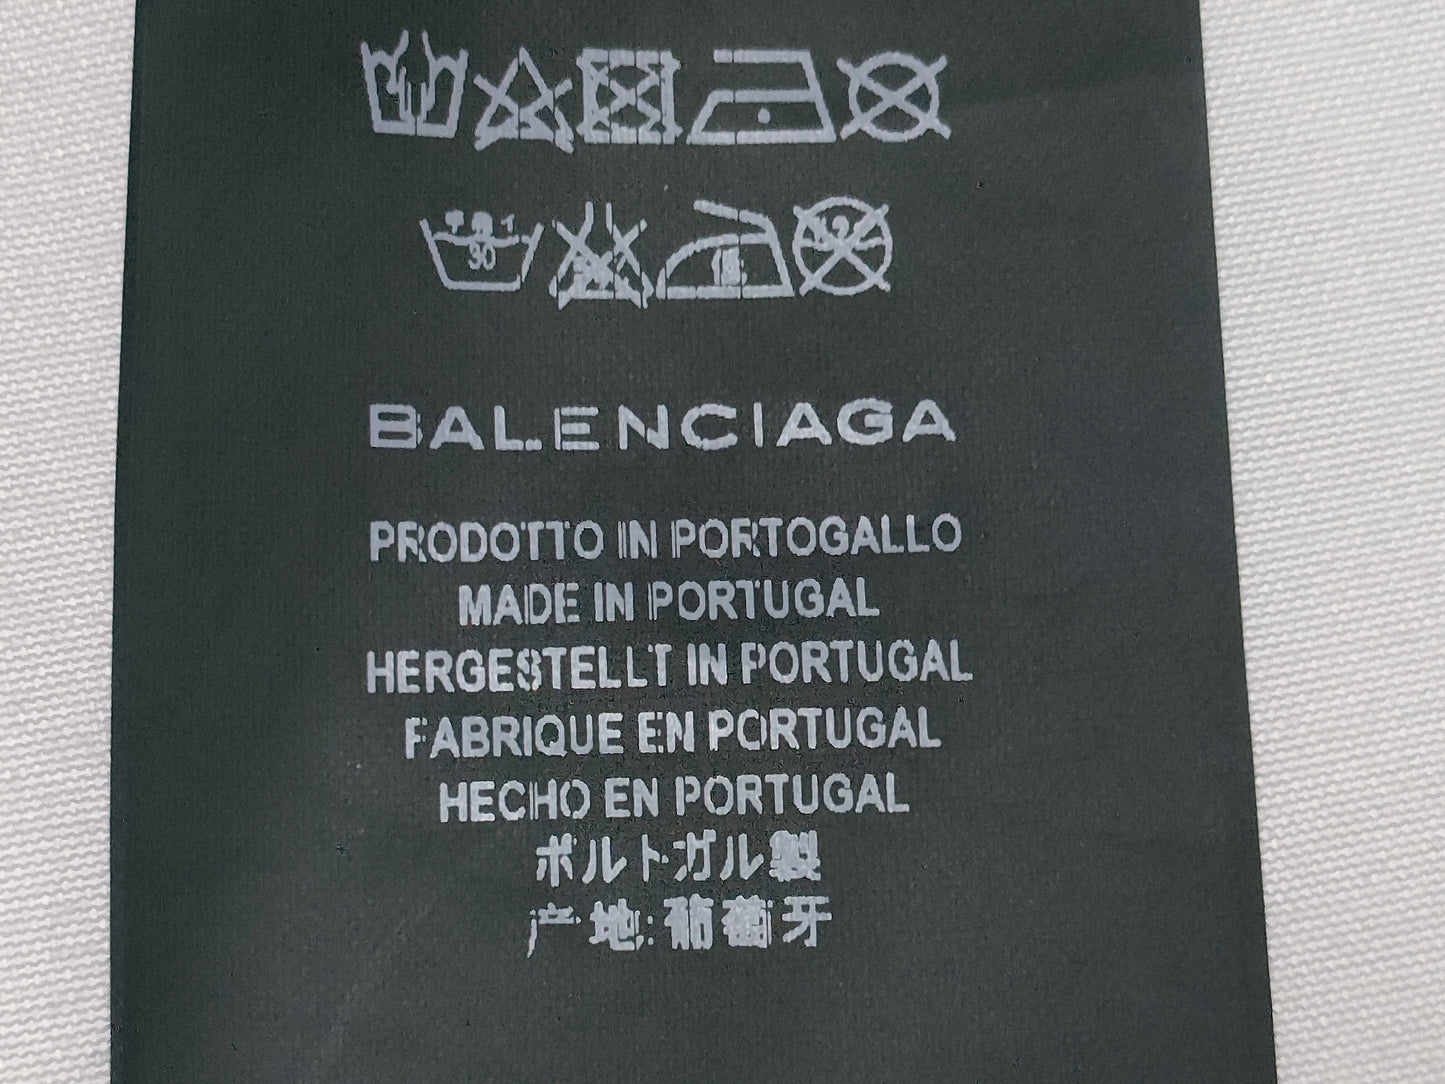 30
BALENCIAGA
PRODOTTO IN PORTOGALLO
MADE IN PORTUGAL
HERGESTELLT IN PORTUGAL
FABRIQUE EN PORTUGAL
HECHO EN PORTUGAL
ポルトガル製
产地:葡萄牙